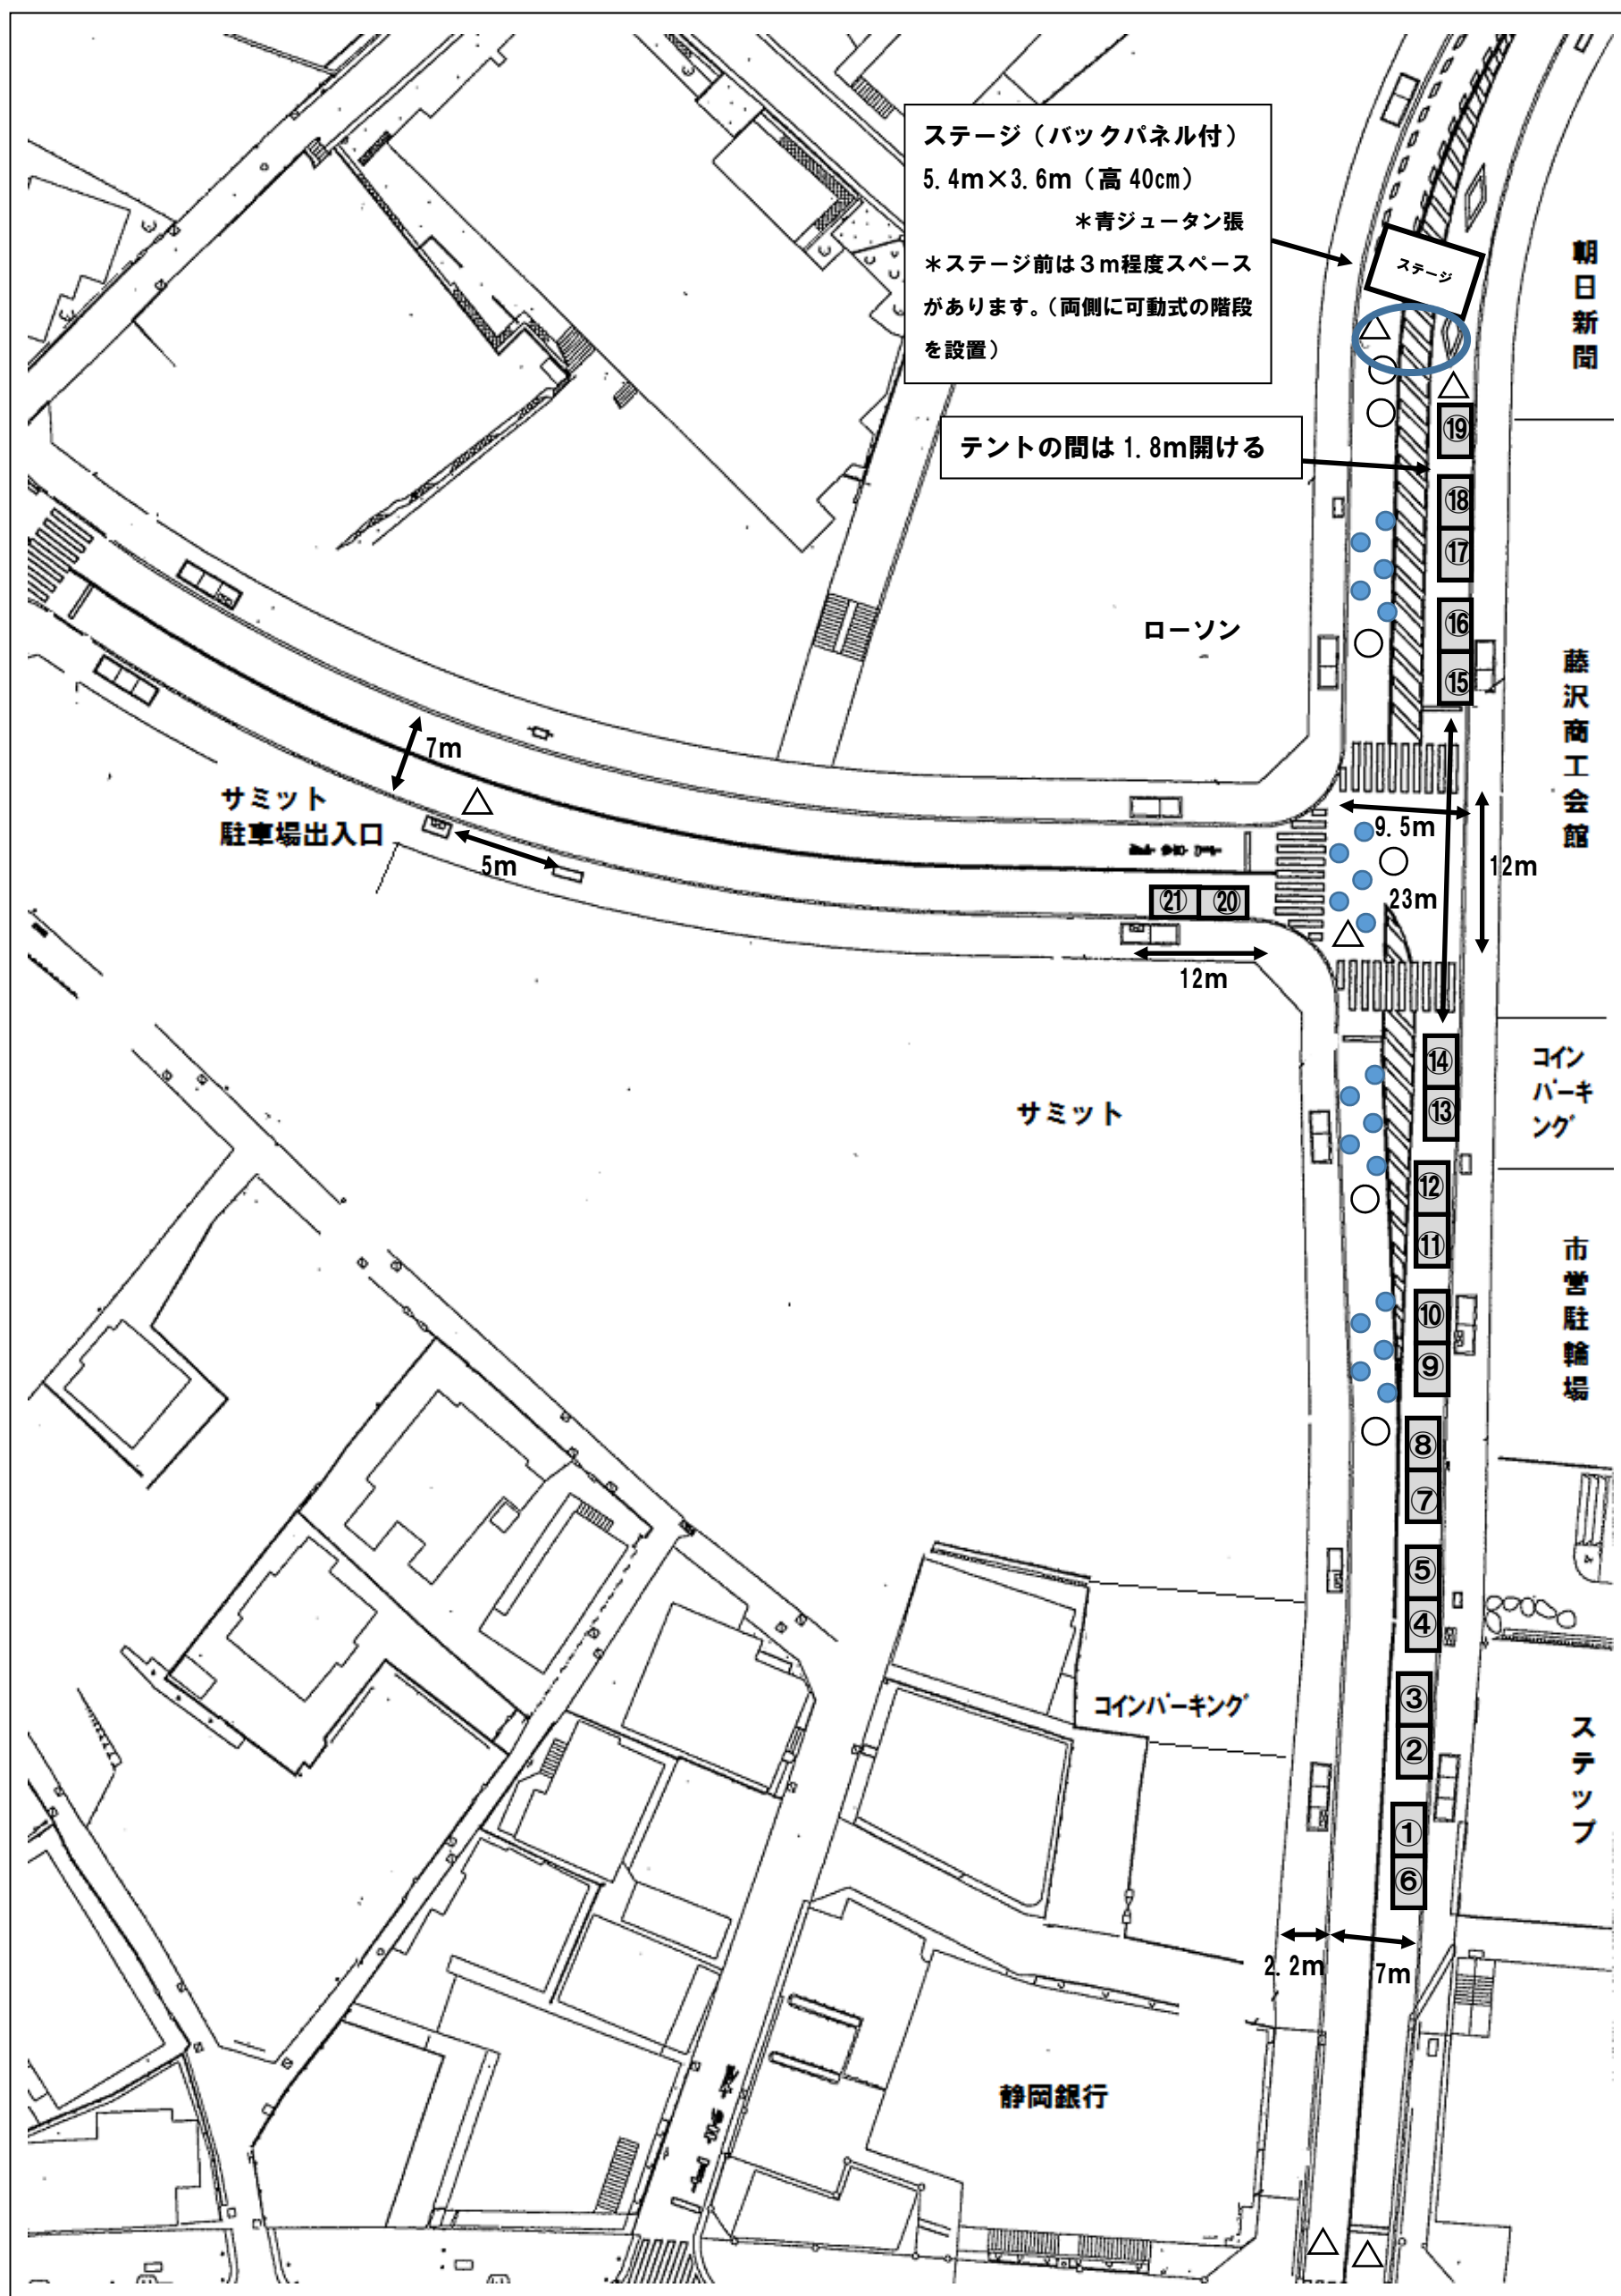 ステージ（バックパネル付）
5.4m×3.6m（高 40cm）
＊青ジュータン張
＊ステージ前は３ｍ程度スペース
があります。（両側に可動式の階段
を設置）
ステージ
朝日新聞
テントの間は 1.8m開ける
⑲
⑱
⑰
⑯
⑮
ローソン
藤沢商工会館
7m
サミット
駐車場出入口
5m
9.5m
12m
23m
㉑
⑳
12m
⑭
⑬
コイン
パーキ
ング
サミット
⑫
⑪
⑩
⑨
市営駐輪場
⑧
⑦
⑤
④
③
②
コインパーキング
ステップ
①
⑥
2.2m
7m
静岡銀行